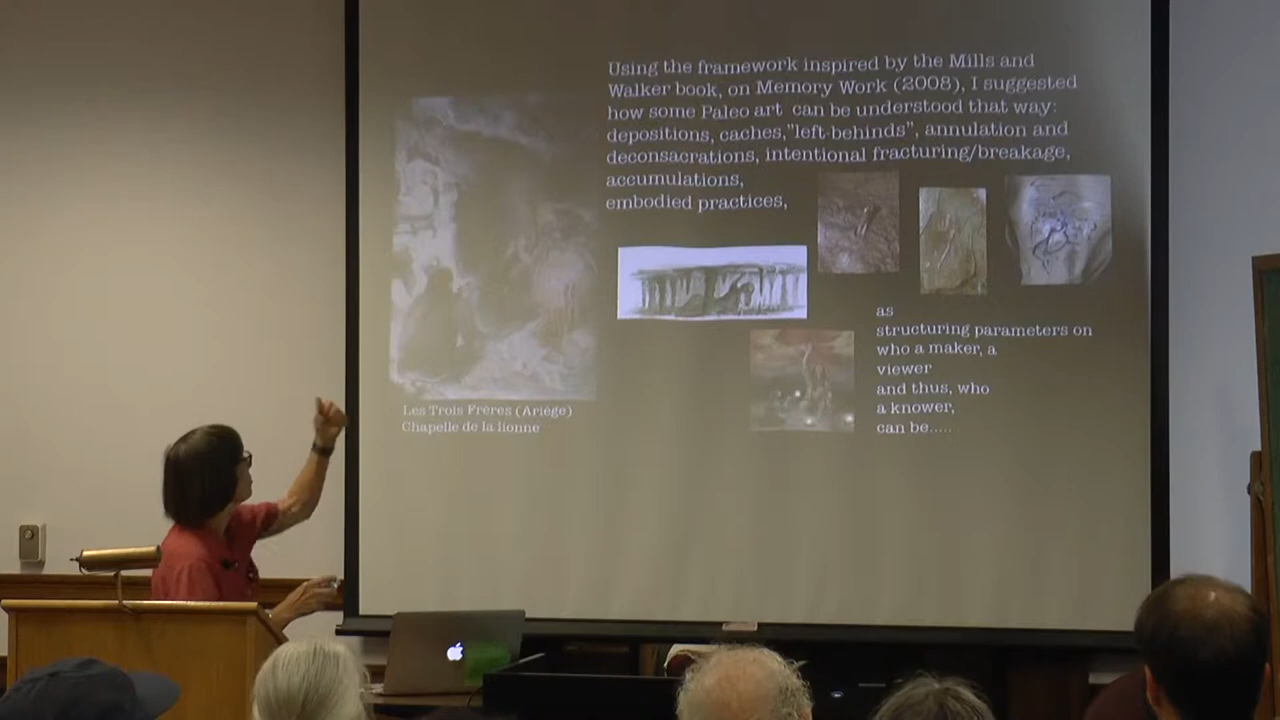 Using the framework inspired by the Mills and
Walker book, on Memory Work (2008), I suggested
how some Paleo art can be understood that way:
depositions, caches,"left-behinds", annulation and
deconsacrations, intentional fracturing/breakage,
accumulations,
embodied practices,
as
structuring parameters on
who a maker, a
viewer
and thus, who
a knower,
can be.....
Les Trois Frères (Ariège)
Chapelle de la lionne